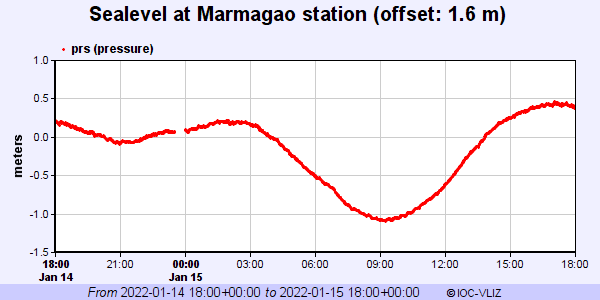 Sealevel at Marmagao station (offset: 1.6 m)
prs (pressure)
meters
1.0
0.5
0.0
-0.5
-1.0
-1.5
18:00 21:00 00:00 03:00 06:00 09:00 12:00 15:00 18:00
Jan 14 Jan 15
From 2022-01-14 18:00+00:00 to 2022-01-15 18:00+00:00 © IOC-VLIZ